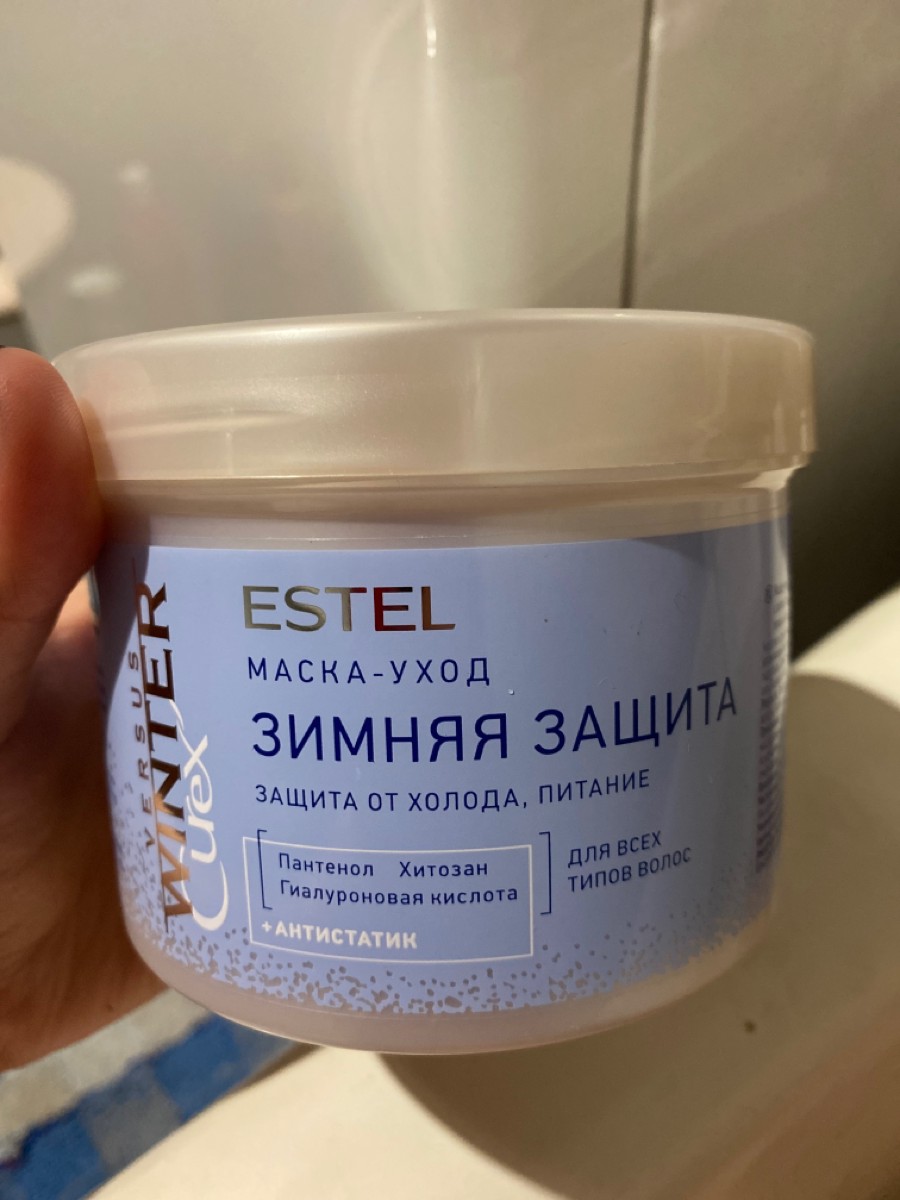 ESTEL
МАСКА-УХОД
ЗИМНЯЯ ЗАЩИТА
ЗАЩИТА ОТ ХОЛОДА, ПИТАНИЕ
Пантенол Хитозан
Гиалуроновая кислота
+АНТИСТАТИК
ДЛЯ ВСЕХ
ТИПОВ ВОЛОС
VERSUS
WINTER
Curex